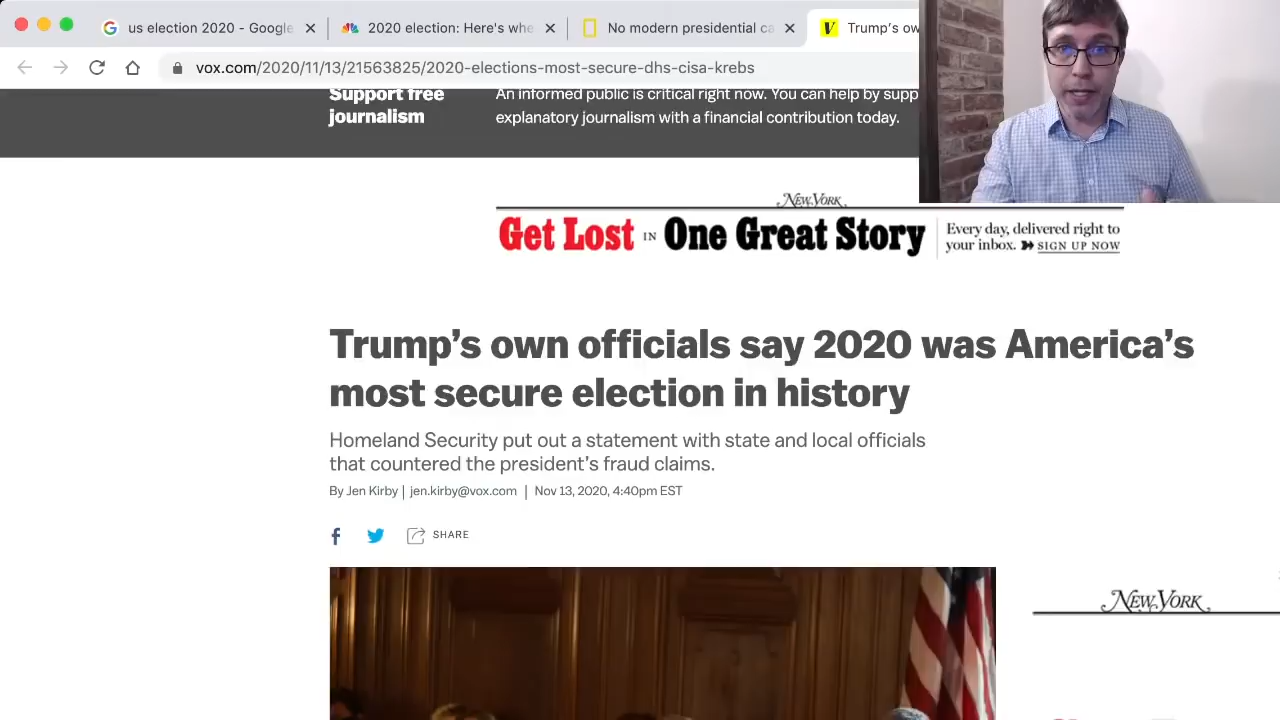 us election 2020 - Google
2020 election: Here's whe
No modern presidential ca
Trump's ow
vox.com/2020/11/13/21563825/2020-elections-most-secure-dhs-cisa-krebs
Support free
journalism
An informed public is critical right now. You can help by supp
explanatory journalism with a financial contribution today.
NEW YORK
Get Lost IN One Great Story
Every day, delivered right to
your inbox. SIGN UP NOW
Trump's own officials say 2020 was America's
most secure election in history
Homeland Security put out a statement with state and local officials
that countered the president's fraud claims.
By Jen Kirby | jen.kirby@vox.com | Nov 13, 2020, 4:40pm EST
SHARE
NEW YORK